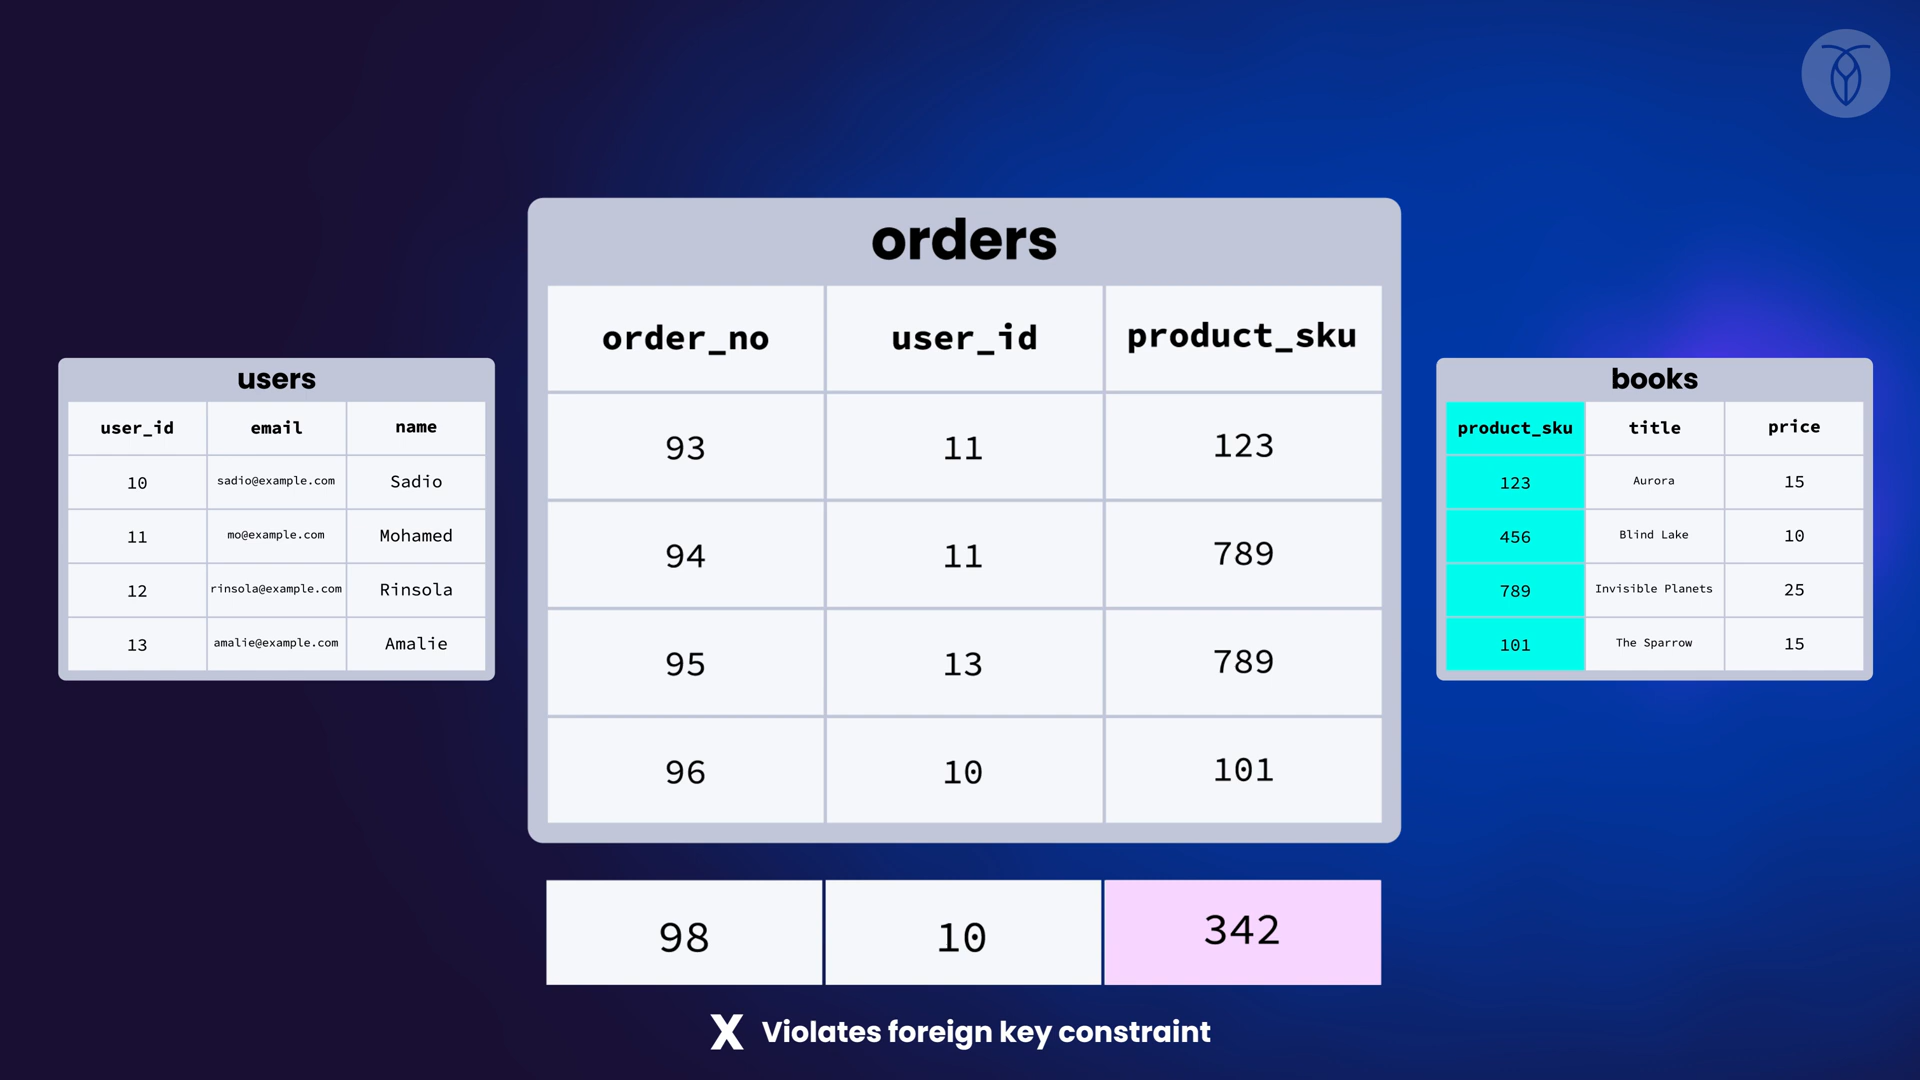 users
user_id email name
10 sadio@example.com Sadio
11 mo@example.com Mohamed
12 rinsola@example.com Rinsola
13 amalie@example.com Amalie
orders
order_no user_id product_sku
93 11 123
94 11 789
95 13 789
96 10 101
98 10 342
X Violates foreign key constraint
books
product_sku title price
123 Aurora 15
456 Blind Lake 10
789 Invisible Planets 25
101 The Sparrow 15